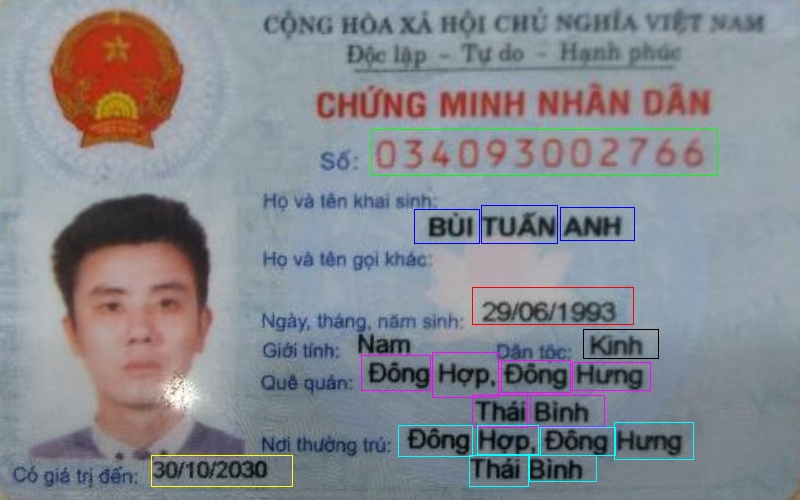 CỘNG HÒA XÃ HỘI CHỦ NGHĨA VIỆT NAM
Độc lập - Tự do - Hạnh phúc
CHỨNG MINH NHÂN DÂN
Số: 034093002766
Họ và tên khai sinh:
BÙI TUẤN ANH
Họ và tên gọi khác:
Ngày, tháng, năm sinh: 29/06/1993
Giới tính: Nam Dân tộc: Kinh
Quê quán: Đông Hợp, Đông Hưng
Thái Bình
Nơi thường trú: Đông Hợp, Đông Hưng
Thái Bình
Có giá trị đến: 30/10/2030